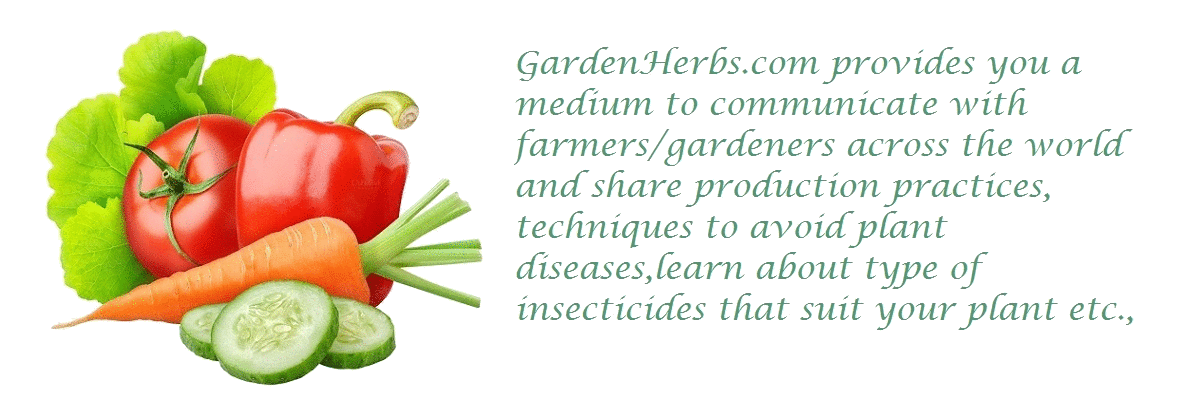 GardenHerbs.com provides you a
medium to communicate with
farmers/gardeners across the world
and share production practices,
techniques to avoid plant
diseases,learn about type of
insecticides that suit your plant etc.,